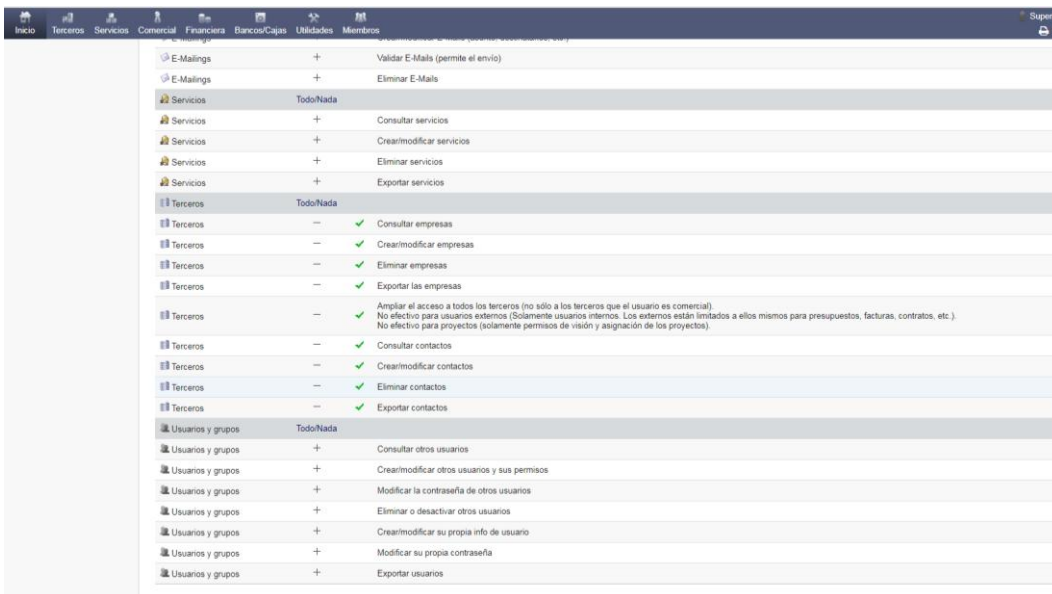 Inicio Terceros Servicios Comercial Financiera Bancos/Cajas Utilidades Miembros Super
E-Mailings
E-Mailings + Validar E-Mails (permite el envío)
E-Mailings + Eliminar E-Mails
Servicios Todo/Nada
Servicios + Consultar servicios
Servicios + Crear/modificar servicios
Servicios + Eliminar servicios
Servicios + Exportar servicios
Terceros Todo/Nada
Terceros — Consultar empresas
Terceros — Crear/modificar empresas
Terceros — Eliminar empresas
Terceros — Exportar las empresas
Ampliar el acceso a todos los terceros (no sólo a los terceros que el usuario es comercial).
Terceros — No efectivo para usuarios externos (Solamente usuarios internos. Los externos están limitados a ellos mismos para presupuestos, facturas, contratos, etc.).
No efectivo para proyectos (solamente permisos de visión y asignación de los proyectos).
Terceros — Consultar contactos
Terceros — Crear/modificar contactos
Terceros — Eliminar contactos
Terceros — Exportar contactos
Usuarios y grupos Todo/Nada
Usuarios y grupos + Consultar otros usuarios
Usuarios y grupos + Crear/modificar otros usuarios y sus permisos
Usuarios y grupos + Modificar la contraseña de otros usuarios
Usuarios y grupos + Eliminar o desactivar otros usuarios
Usuarios y grupos + Crear/modificar su propia info de usuario
Usuarios y grupos + Modificar su propia contraseña
Usuarios y grupos + Exportar usuarios